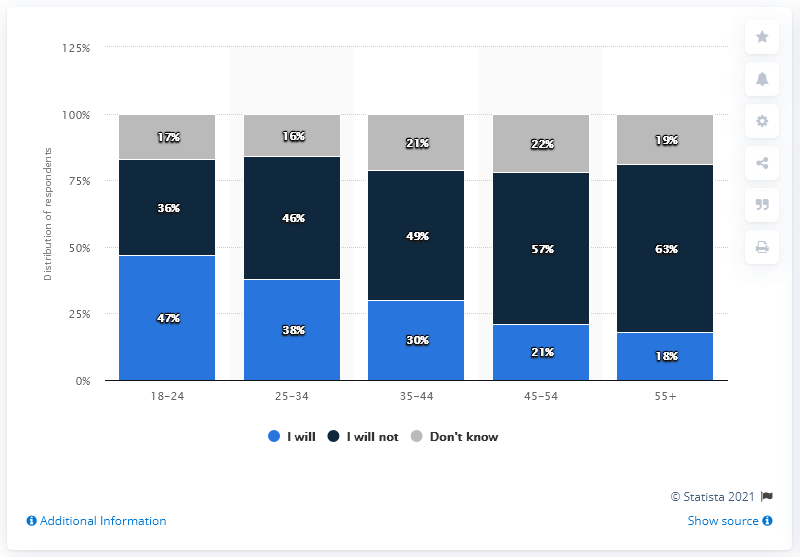 125%
100%
75%
50%
25%
0%
Distribution of respondents
17% 16% 21% 22% 19%
36% 46% 49% 57% 63%
47% 38% 30% 21% 18%
18–24 25–34 35–44 45–54 55+
I will I will not Don't know
© Statista 2021
Additional Information Show source